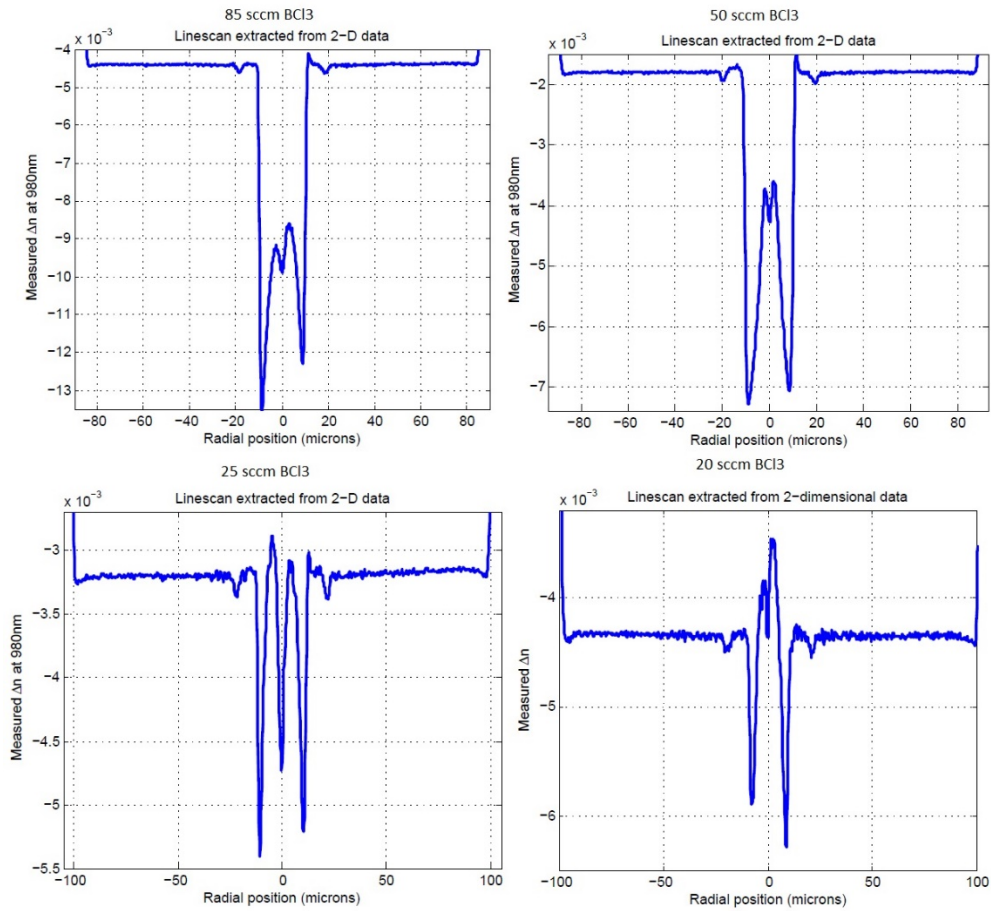 85 sccm BCl3
Linescan extracted from 2-D data
x 10⁻³
−4
−5
−6
−7
−8
−9
−10
−11
−12
−13
Measured Δn at 980nm
−80 −60 −40 −20 0 20 40 60 80
Radial position (microns)
50 sccm BCl3
Linescan extracted from 2-D data
x 10⁻³
−2
−3
−4
−5
−6
−7
Measured Δn at 980nm
−80 −60 −40 −20 0 20 40 60 80
Radial position (microns)
25 sccm BCl3
Linescan extracted from 2-D data
x 10⁻³
−3
−3.5
−4
−4.5
−5
−5.5
Measured Δn at 980nm
−100 −50 0 50 100
Radial position (microns)
20 sccm BCl3
Linescan extracted from 2-dimensional data
x 10⁻³
−4
−5
−6
Measured Δn
−100 −50 0 50 100
Radial position (microns)